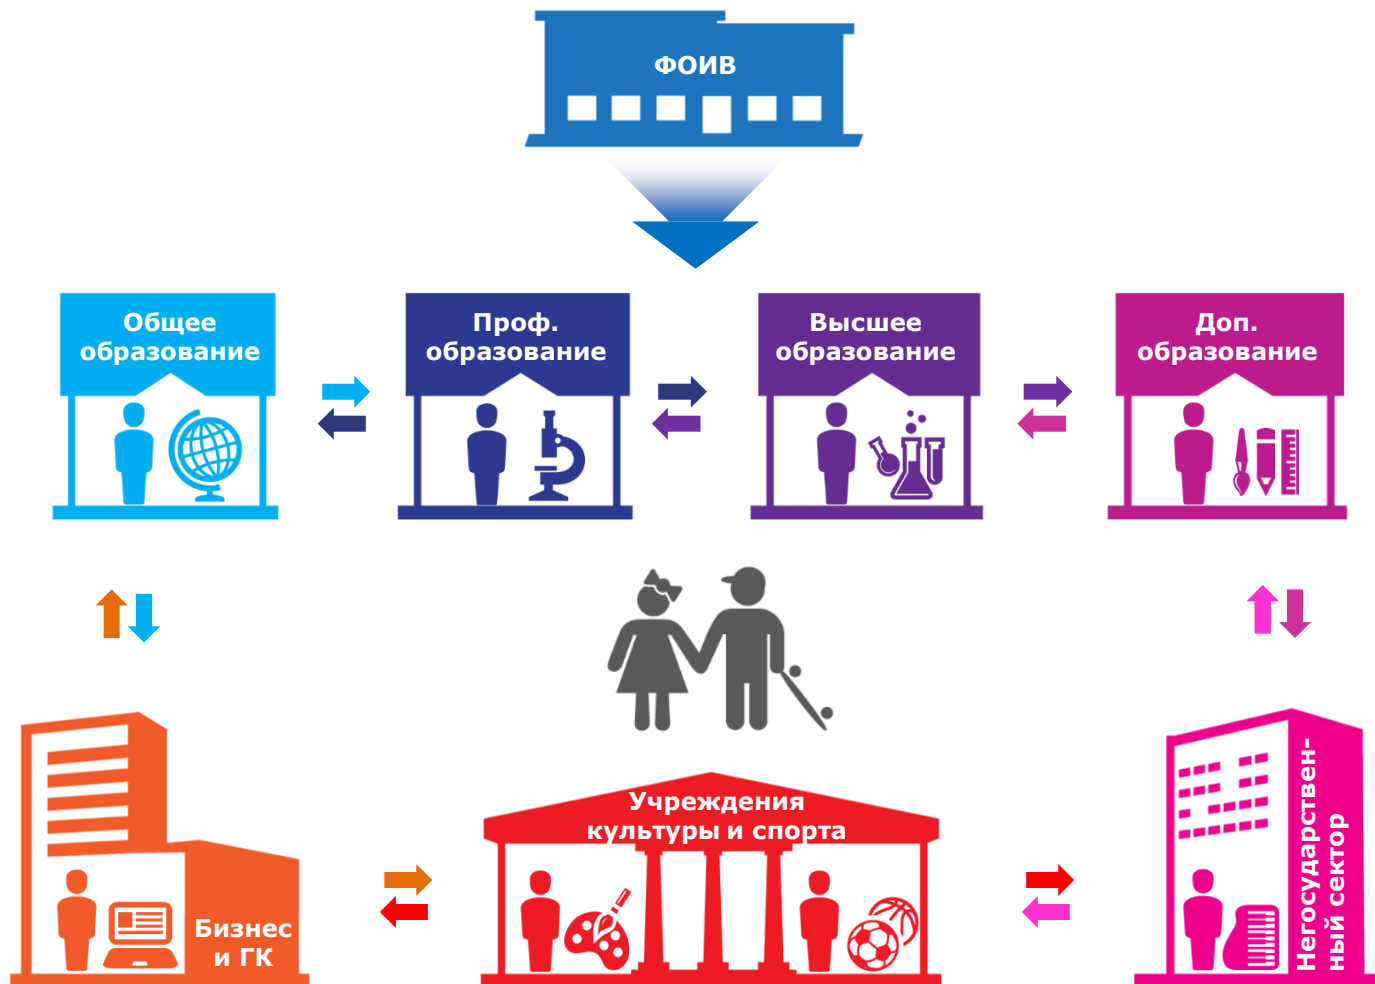 ФОИВ
Общее
образование
Проф.
образование
Высшее
образование
Доп.
образование
Учреждения
культуры и спорта
Бизнес
и ГК
Негосударствен-
ный сектор